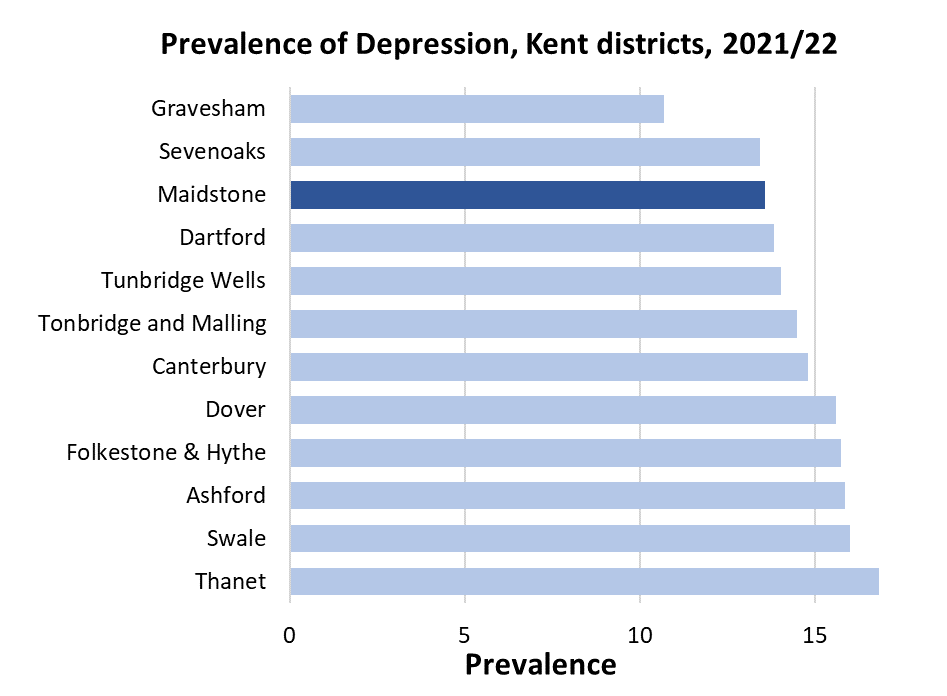 Prevalence of Depression, Kent districts, 2021/22
Gravesham
Sevenoaks
Maidstone
Dartford
Tunbridge Wells
Tonbridge and Malling
Canterbury
Dover
Folkestone & Hythe
Ashford
Swale
Thanet
0 5 10 15
Prevalence